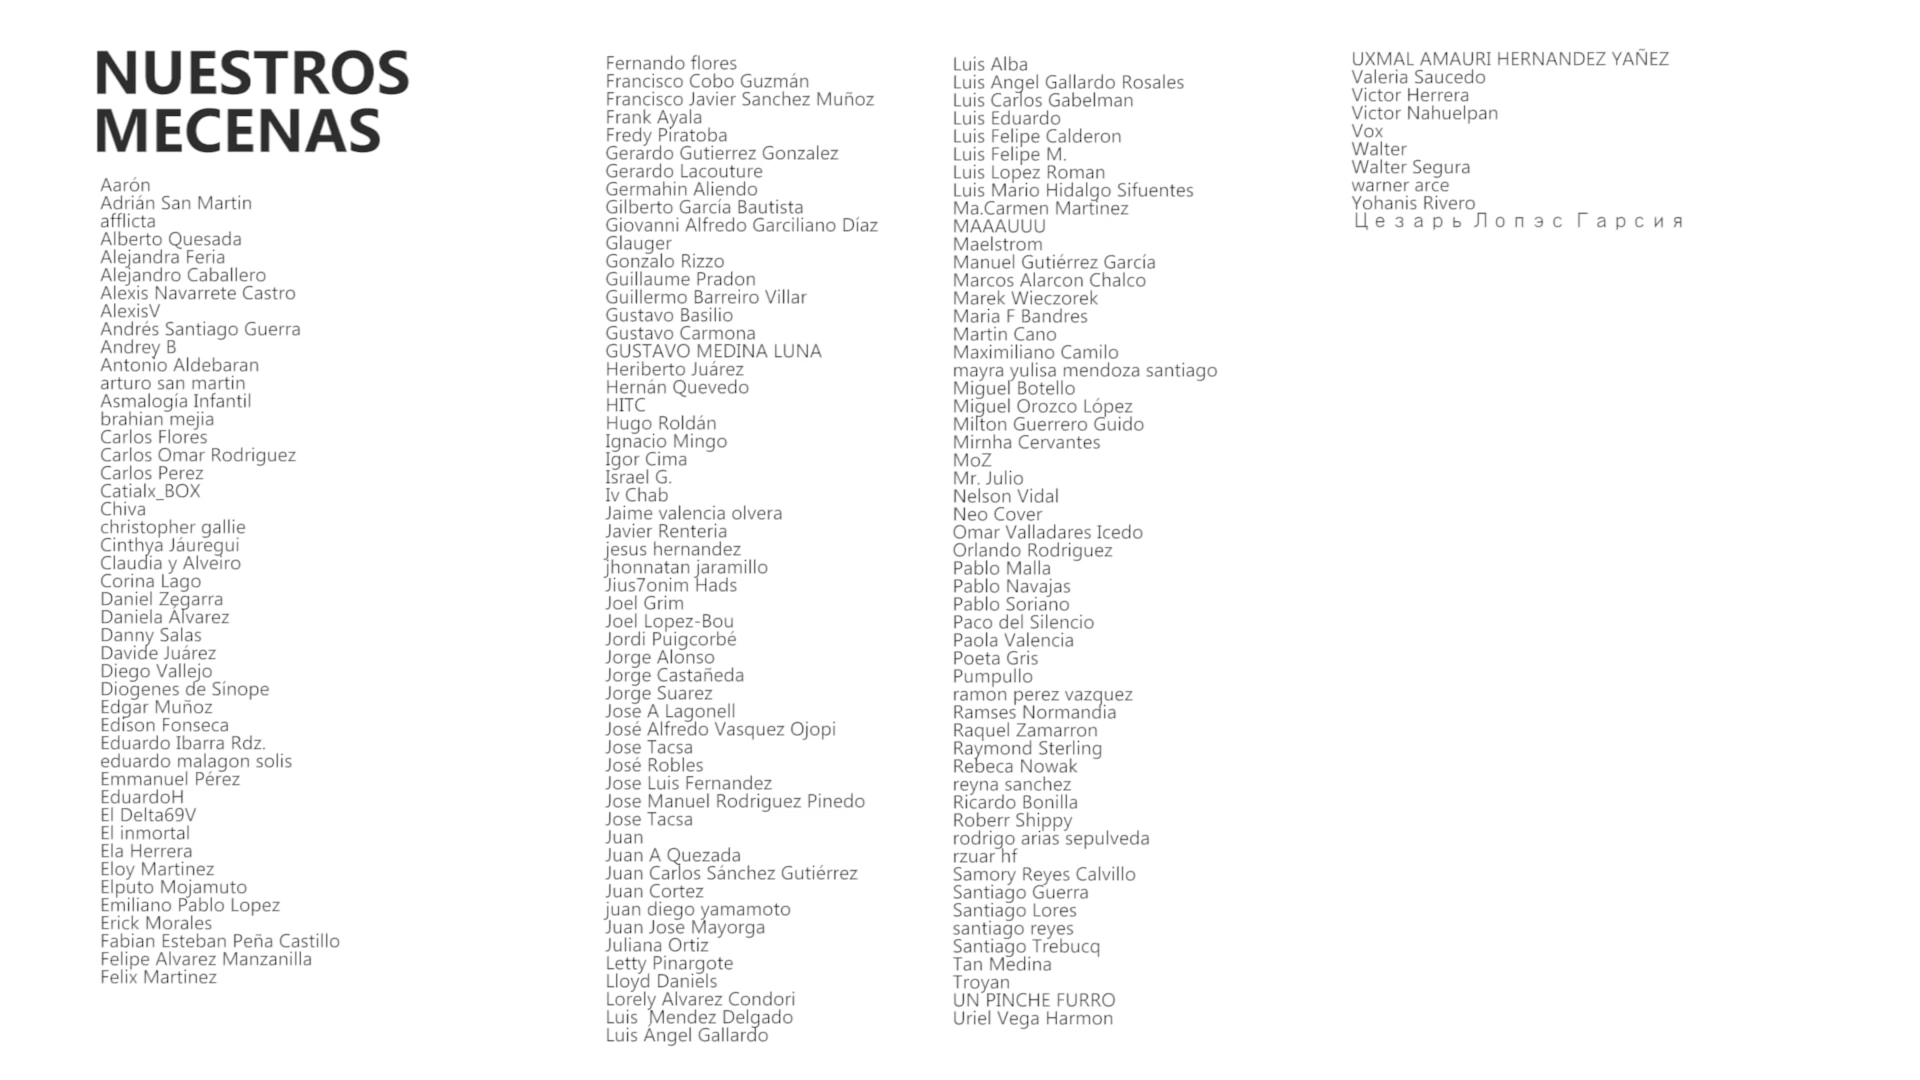 NUESTROS
MECENAS
Aarón
Adrián San Martin
afflicta
Alberto Quesada
Alejandra Feria
Alejandro Caballero
Alexis Navarrete Castro
AlexisV
Andrés Santiago Guerra
Andrey B
Antonio Aldebaran
arturo san martin
Asmalogía Infantil
brahian mejia
Carlos Flores
Carlos Omar Rodriguez
Carlos Perez
Catialx_BOX
Chiva
christopher gallie
Cinthya Jáuregui
Claudia y Alveiro
Corina Lago
Daniel Zegarra
Daniela Álvarez
Danny Salas
Davide Juárez
Diego Vallejo
Diogenes de Sínope
Edgar Muñoz
Edison Fonseca
Eduardo Ibarra Rdz.
eduardo malagon solis
Emmanuel Pérez
EduardoH
El Delta69V
El inmortal
Ela Herrera
Eloy Martinez
Elputo Mojamuto
Emiliano Pablo Lopez
Erick Morales
Fabian Esteban Peña Castillo
Felipe Alvarez Manzanilla
Felix Martinez
Fernando flores
Francisco Cobo Guzmán
Francisco Javier Sanchez Muñoz
Frank Ayala
Fredy Piratoba
Gerardo Gutierrez Gonzalez
Gerardo Lacouture
Germahin Aliendo
Gilberto García Bautista
Giovanni Alfredo Garciliano Díaz
Glauger
Gonzalo Rizzo
Guillaume Pradon
Guillermo Barreiro Villar
Gustavo Basilio
Gustavo Carmona
GUSTAVO MEDINA LUNA
Heriberto Juárez
Hernán Quevedo
HITC
Hugo Roldán
Ignacio Mingo
Igor Cima
Israel G.
Iv Chab
Jaime valencia olvera
Javier Renteria
jesus hernandez
jhonnatan jaramillo
Jius7onim Hads
Joel Grim
Joel Lopez-Bou
Jordi Puigcorbé
Jorge Alonso
Jorge Castañeda
Jorge Suarez
Jose A Lagonell
José Alfredo Vasquez Ojopi
Jose Tacsa
José Robles
Jose Luis Fernandez
Jose Manuel Rodriguez Pinedo
Jose Tacsa
Juan
Juan A Quezada
Juan Carlos Sánchez Gutiérrez
Juan Cortez
juan diego yamamoto
Juan Jose Mayorga
Juliana Ortiz
Letty Pinargote
Lloyd Daniels
Lorely Alvarez Condori
Luis  Mendez Delgado
Luis Ángel Gallardo
Luis Alba
Luis Angel Gallardo Rosales
Luis Carlos Gabelman
Luis Eduardo
Luis Felipe Calderon
Luis Felipe M.
Luis Lopez Roman
Luis Mario Hidalgo Sifuentes
Ma.Carmen Martinez
MAAAUUU
Maelstrom
Manuel Gutiérrez García
Marcos Alarcon Chalco
Marek Wieczorek
Maria F Bandres
Martin Cano
Maximiliano Camilo
mayra yulisa mendoza santiago
Miguel Botello
Miguel Orozco López
Milton Guerrero Guido
Mirnha Cervantes
MoZ
Mr. Julio
Nelson Vidal
Neo Cover
Omar Valladares Icedo
Orlando Rodriguez
Pablo Malla
Pablo Navajas
Pablo Soriano
Paco del Silencio
Paola Valencia
Poeta Gris
Pumpullo
ramon perez vazquez
Ramses Normandia
Raquel Zamarron
Raymond Sterling
Rebeca Nowak
reyna sanchez
Ricardo Bonilla
Roberr Shippy
rodrigo arias sepulveda
rzuar hf
Samory Reyes Calvillo
Santiago Guerra
Santiago Lores
santiago reyes
Santiago Trebucq
Tan Medina
Troyan
UN PINCHE FURRO
Uriel Vega Harmon
UXMAL AMAURI HERNANDEZ YAÑEZ
Valeria Saucedo
Victor Herrera
Victor Nahuelpan
Vox
Walter
Walter Segura
warner arce
Yohanis Rivero
Цезарь Лопэс Гарсия